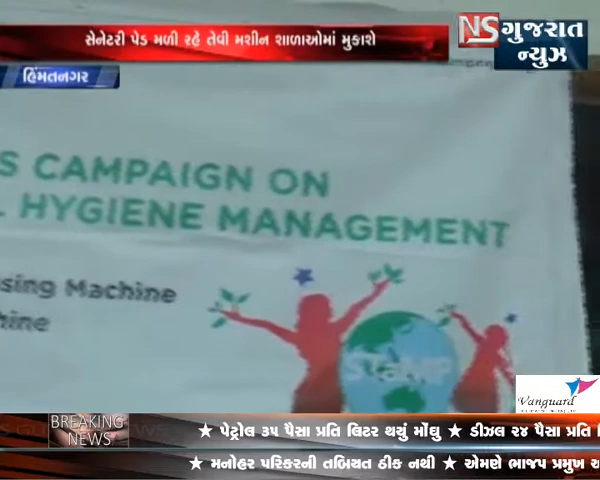 સેનેટરી પેડ મળી રહે તેવી મશીન શાળાઓમાં મુકાશે
NS ગુજરાત
ન્યુઝ
હિંમતનગર
S CAMPAIGN ON
L HYGIENE MANAGEMENT
sing Machine
hine
Vanguard
BREAKING
NEWS
★ પેટ્રોલ ૩૫ પૈસા પ્રતિ લિટર થયું મોંઘુ ★ ડીઝલ ૨૪ પૈસા પ્રતિ
★ મનોહર પરિકરની તબિયત ઠીક નથી ★ એમણે ભાજપ પ્રમુખ